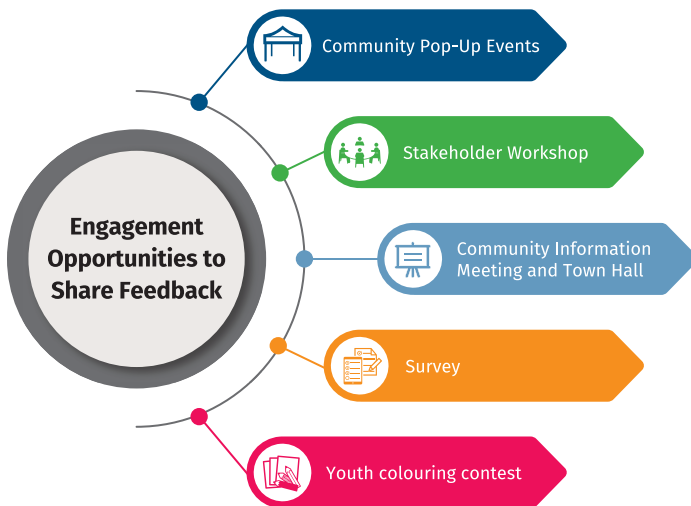 Engagement
Opportunities to
Share Feedback
Community Pop-Up Events
Stakeholder Workshop
Community Information
Meeting and Town Hall
Survey
Youth colouring contest